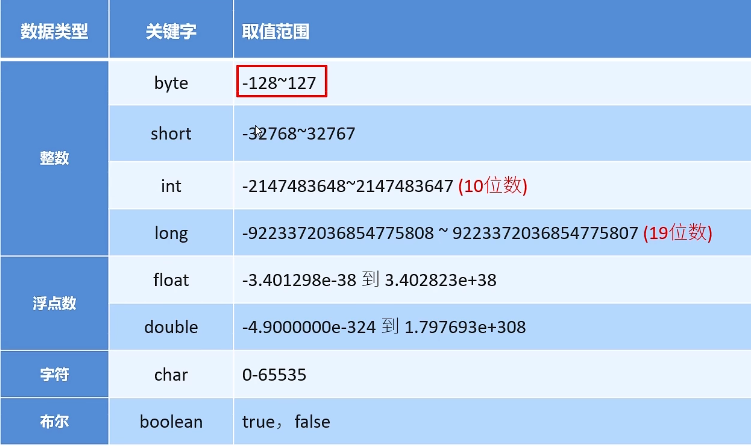 数据类型 关键字 取值范围
整数 byte -128~127
short -32768~32767
int -2147483648~2147483647 (10位数)
long -9223372036854775808 ~ 9223372036854775807 (19位数)
浮点数 float -3.401298e-38 到 3.402823e+38
double -4.9000000e-324 到 1.797693e+308
字符 char 0-65535
布尔 boolean true，false